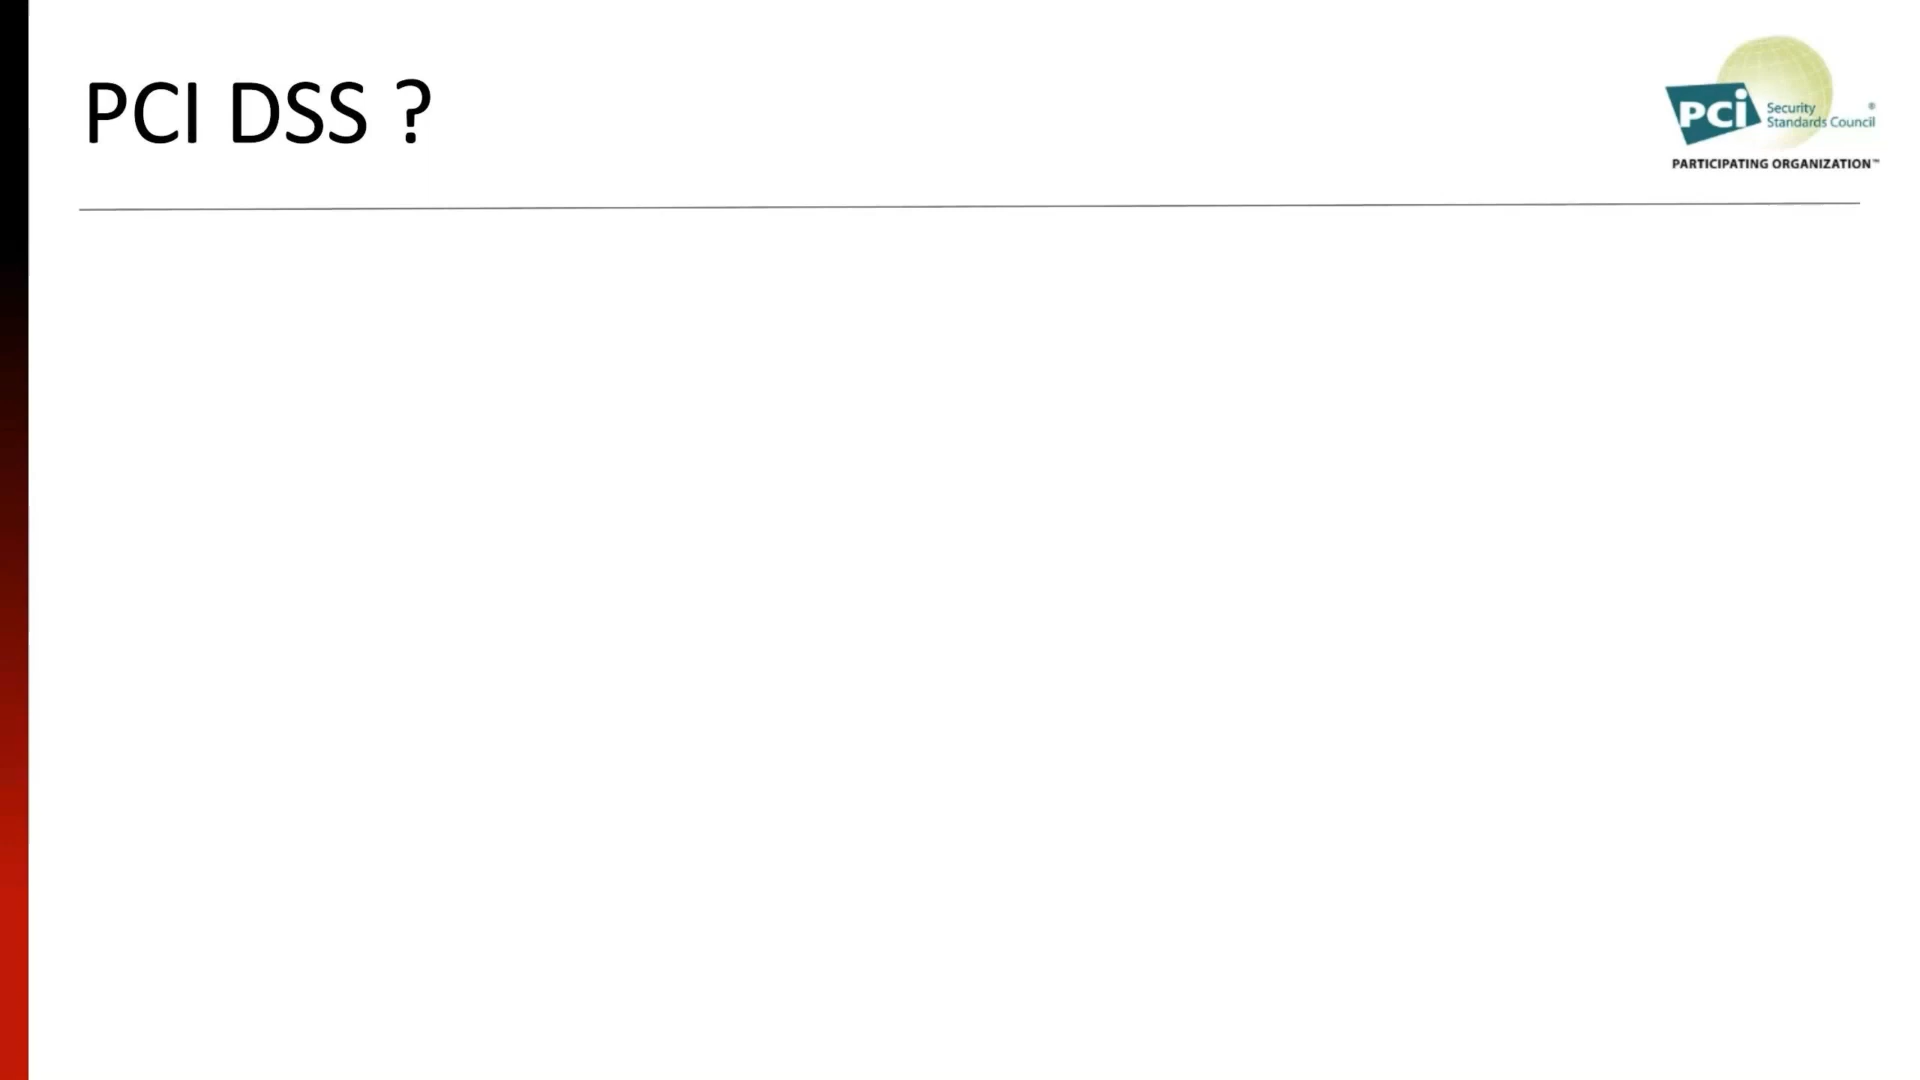 PCI DSS ?
PCi Security
Standards Council ®
PARTICIPATING ORGANIZATION™